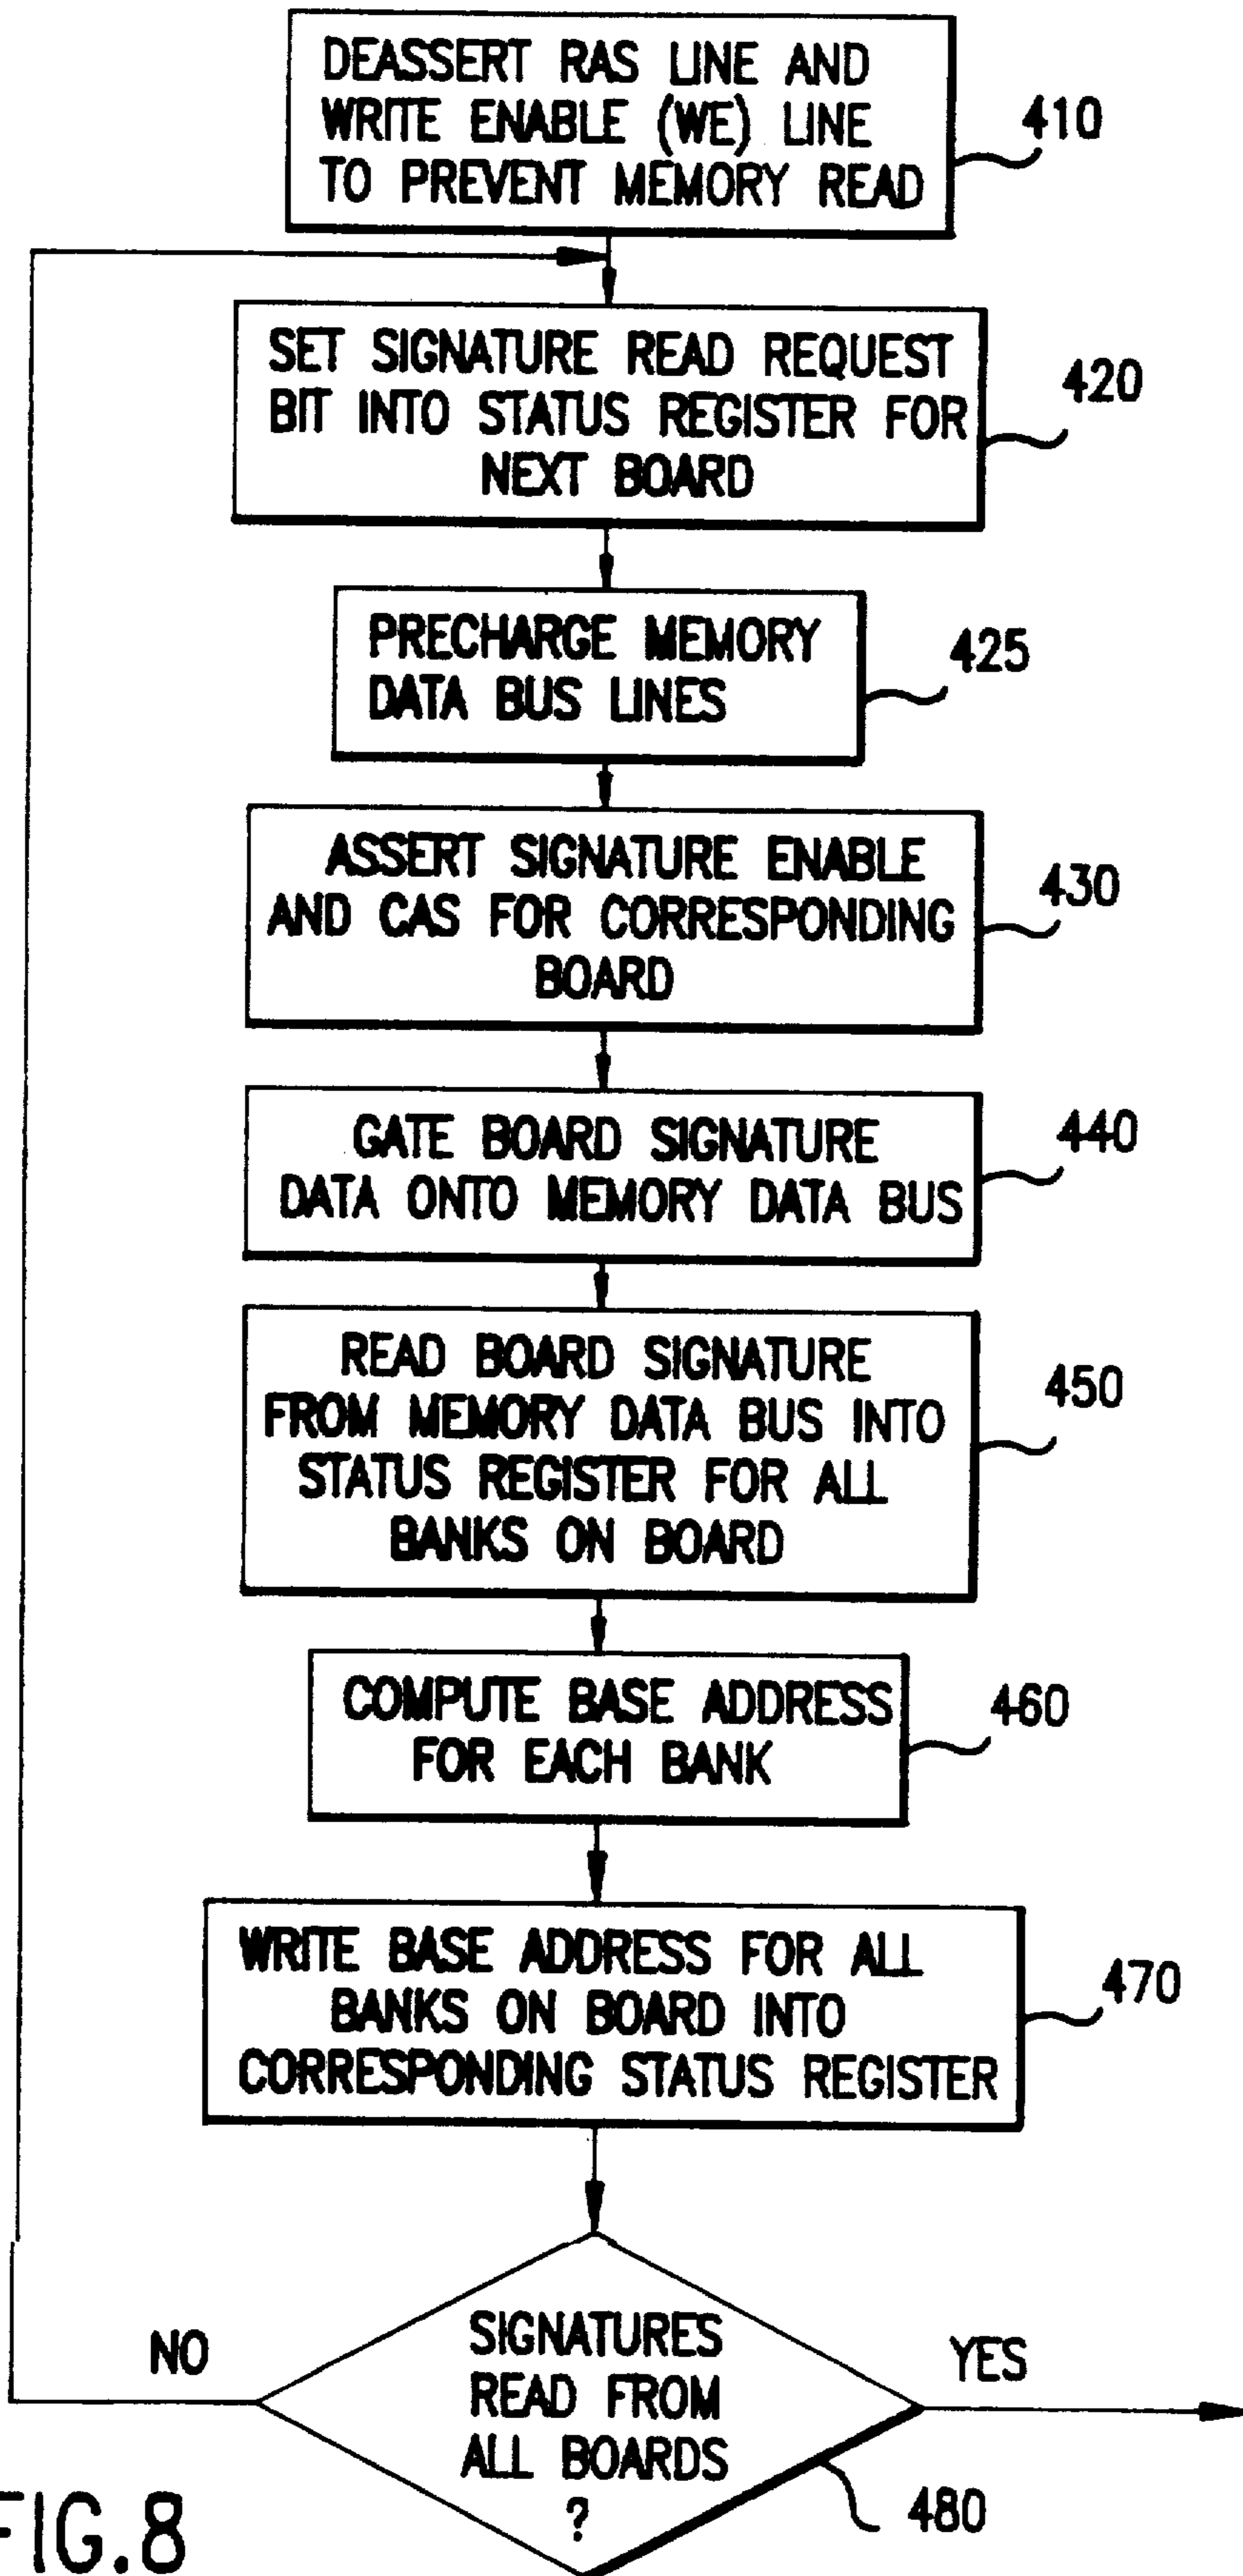 DEASSERT RAS LINE AND
WRITE ENABLE (WE) LINE
TO PREVENT MEMORY READ
410
SET SIGNATURE READ REQUEST
BIT INTO STATUS REGISTER FOR
NEXT BOARD
420
PRECHARGE MEMORY
DATA BUS LINES
425
ASSERT SIGNATURE ENABLE
AND CAS FOR CORRESPONDING
BOARD
430
GATE BOARD SIGNATURE
DATA ONTO MEMORY DATA BUS
440
READ BOARD SIGNATURE
FROM MEMORY DATA BUS INTO
STATUS REGISTER FOR ALL
BANKS ON BOARD
450
COMPUTE BASE ADDRESS
FOR EACH BANK
460
WRITE BASE ADDRESS FOR ALL
BANKS ON BOARD INTO
CORRESPONDING STATUS REGISTER
470
NO
SIGNATURES
READ FROM
ALL BOARDS
?
YES
480
FIG.8